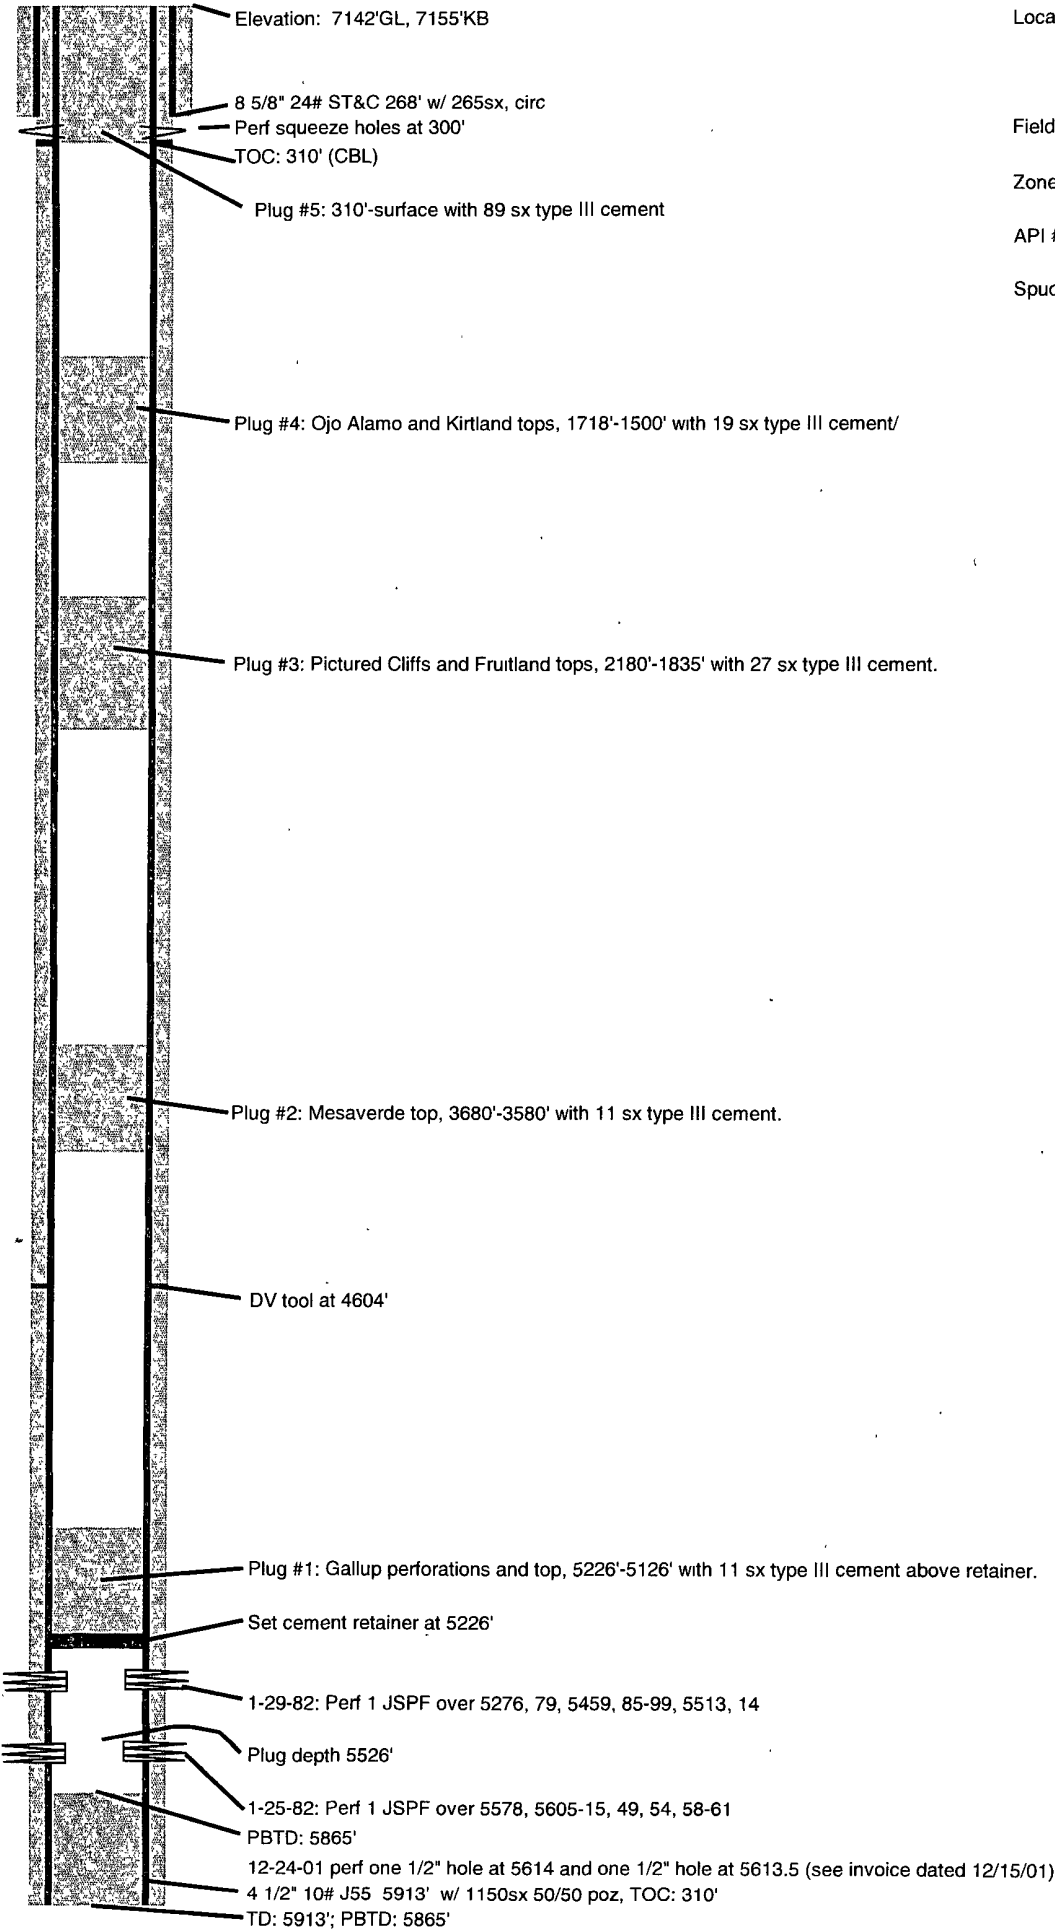 Elevation: 7142'GL, 7155'KB
Loca
8 5/8" 24# ST&C 268' w/ 265sx, circ
Perf squeeze holes at 300'
Field
TOC: 310' (CBL)
Zone
Plug #5: 310'-surface with 89 sx type III cement
API #
Spud
Plug #4: Ojo Alamo and Kirtland tops, 1718'-1500' with 19 sx type III cement/
Plug #3: Pictured Cliffs and Fruitland tops, 2180'-1835' with 27 sx type III cement.
Plug #2: Mesaverde top, 3680'-3580' with 11 sx type III cement.
DV tool at 4604'
Plug #1: Gallup perforations and top, 5226'-5126' with 11 sx type III cement above retainer.
Set cement retainer at 5226'
1-29-82: Perf 1 JSPF over 5276, 79, 5459, 85-99, 5513, 14
Plug depth 5526'
1-25-82: Perf 1 JSPF over 5578, 5605-15, 49, 54, 58-61
PBTD: 5865'
12-24-01 perf one 1/2" hole at 5614 and one 1/2" hole at 5613.5 (see invoice dated 12/15/01)
4 1/2" 10# J55 5913' w/ 1150sx 50/50 poz, TOC: 310'
TD: 5913'; PBTD: 5865'